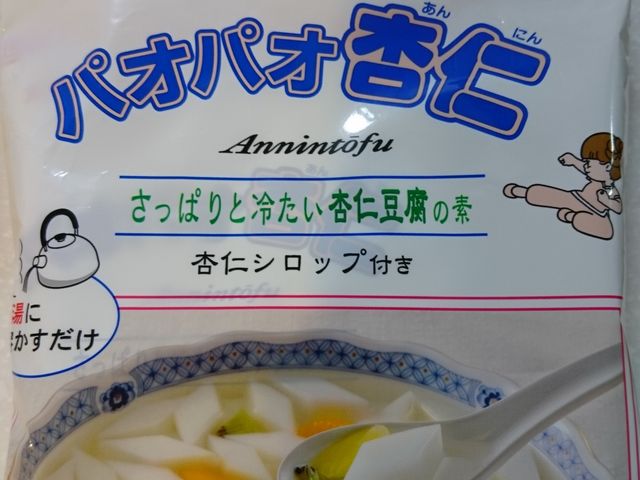 パオパオ杏仁
あんにん
Annintōfu
さっぱりと冷たい杏仁豆腐の素
杏仁シロップ付き
湯に
かすだけ